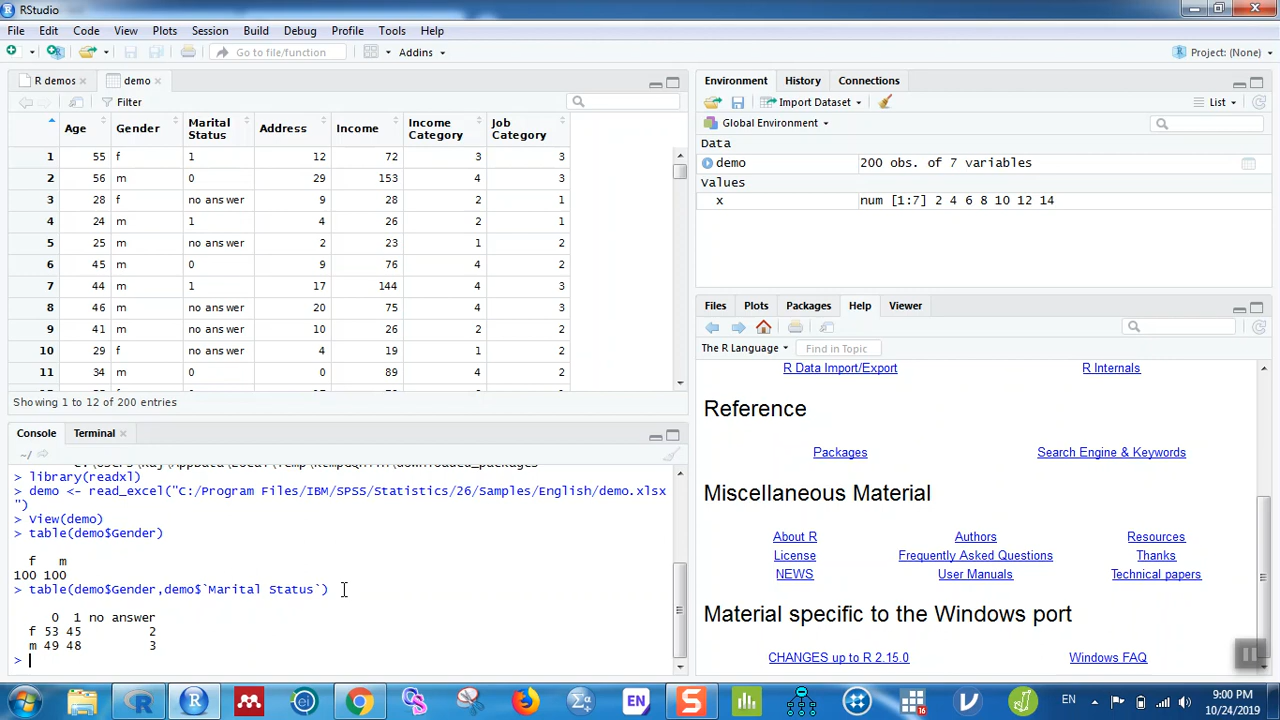 RStudio
File Edit Code View Plots Session Build Debug Profile Tools Help
Go to file/function Addins Project: (None)
R demos demo
Filter
Age Gender Marital Status Address Income Income Category Job Category
1 55 f 1 12 72 3 3
2 56 m 0 29 153 4 3
3 28 f no answer 9 28 2 1
4 24 m 1 4 26 2 1
5 25 m no answer 2 23 1 2
6 45 m 0 9 76 4 2
7 44 m 1 17 144 4 3
8 46 m no answer 20 75 4 3
9 41 m no answer 10 26 2 2
10 29 f no answer 4 19 1 2
11 34 m 0 0 89 4 2
Showing 1 to 12 of 200 entries
Console Terminal
~/
> library(readxl)
> demo <- read_excel("C:/Program Files/IBM/SPSS/Statistics/26/Samples/English/demo.xlsx
")
> View(demo)
> table(demo$Gender)
f m
100 100
> table(demo$Gender,demo$`Marital Status`)
0 1 no answer
f 53 45 2
m 49 48 3
>
Environment History Connections
Import Dataset List
Global Environment
Data
demo 200 obs. of 7 variables
Values
x num [1:7] 2 4 6 8 10 12 14
Files Plots Packages Help Viewer
The R Language Find in Topic
R Data Import/Export R Internals
Reference
Packages Search Engine & Keywords
Miscellaneous Material
About R Authors Resources
License Frequently Asked Questions Thanks
NEWS User Manuals Technical papers
Material specific to the Windows port
CHANGES up to R 2.15.0 Windows FAQ
EN
16
EN
9:00 PM
10/24/2019